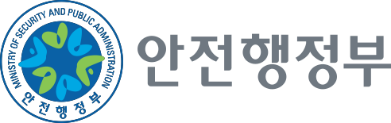 MINISTRY OF SECURITY AND PUBLIC ADMINISTRATION
안전행정부
안전행정부